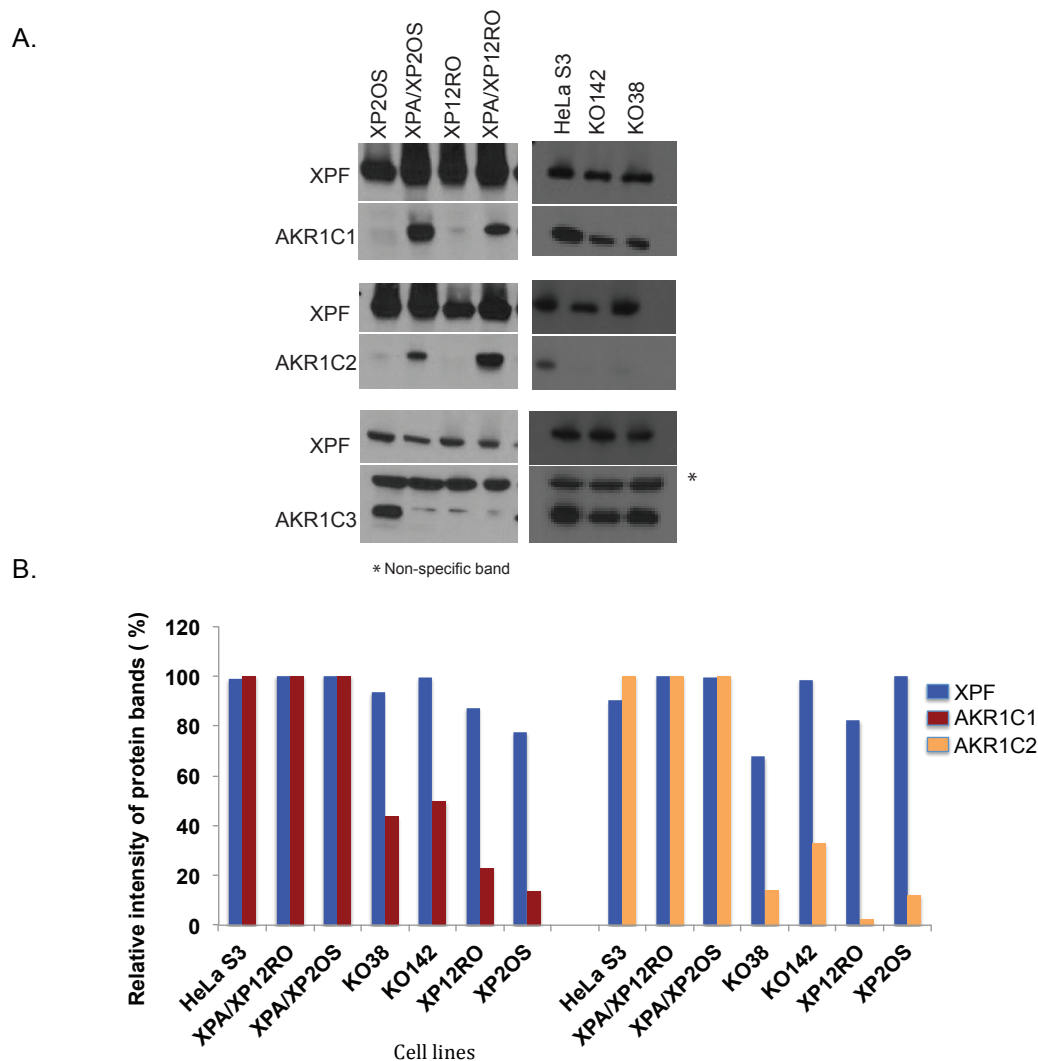 A.
XP2OS
XPA/XP2OS
XP12RO
XPA/XP12RO
HeLa S3
KO142
KO38
XPF
AKR1C1
XPF
AKR1C2
XPF
*
AKR1C3
* Non-specific band
B.
Relative intensity of protein bands ( %)
120
100
80
60
40
20
0
XPF
AKR1C1
AKR1C2
HeLa S3
XPA/XP12RO
XPA/XP2OS
KO38
KO142
XP12RO
XP2OS
HeLa S3
XPA/XP12RO
XPA/XP2OS
KO38
KO142
XP12RO
XP2OS
Cell lines